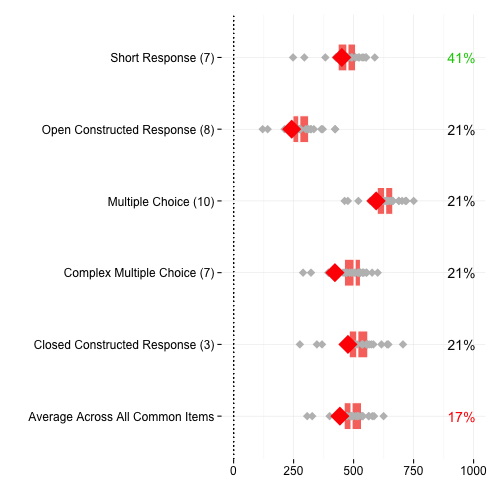 Short Response (7) 41%
Open Constructed Response (8) 21%
Multiple Choice (10) 21%
Complex Multiple Choice (7) 21%
Closed Constructed Response (3) 21%
Average Across All Common Items 17%
0 250 500 750 1000